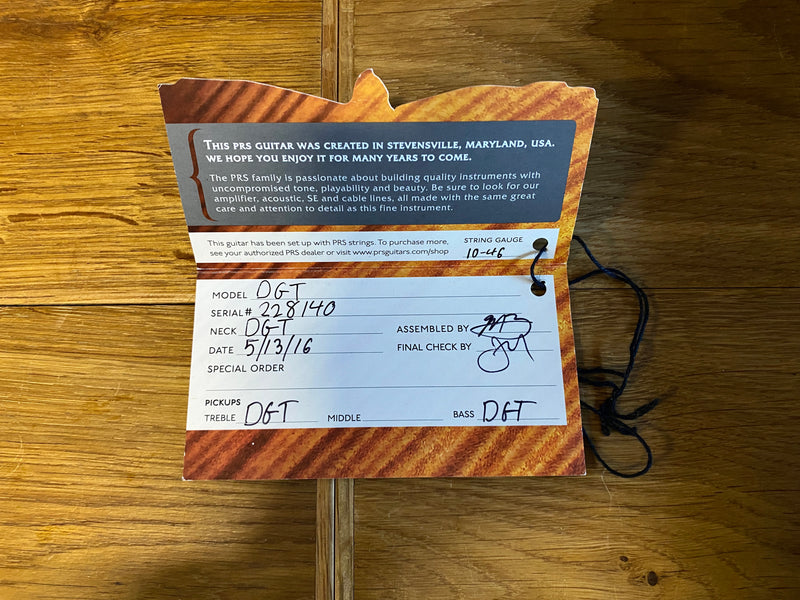 THIS PRS GUITAR WAS CREATED IN STEVENSVILLE, MARYLAND, USA.
WE HOPE YOU ENJOY IT FOR MANY YEARS TO COME.
The PRS family is passionate about building quality instruments with
uncompromised tone, playability and beauty. Be sure to look for our
amplifier, acoustic, SE and cable lines, all made with the same great
care and attention to detail as this fine instrument.
This guitar has been set up with PRS strings. To purchase more,
see your authorized PRS dealer or visit www.prsguitars.com/shop
STRING GAUGE
10-46
MODEL DGT
SERIAL# 228140
NECK DGT
ASSEMBLED BY
DATE 5/13/16
FINAL CHECK BY
SPECIAL ORDER
PICKUPS
TREBLE DGT MIDDLE BASS DGT